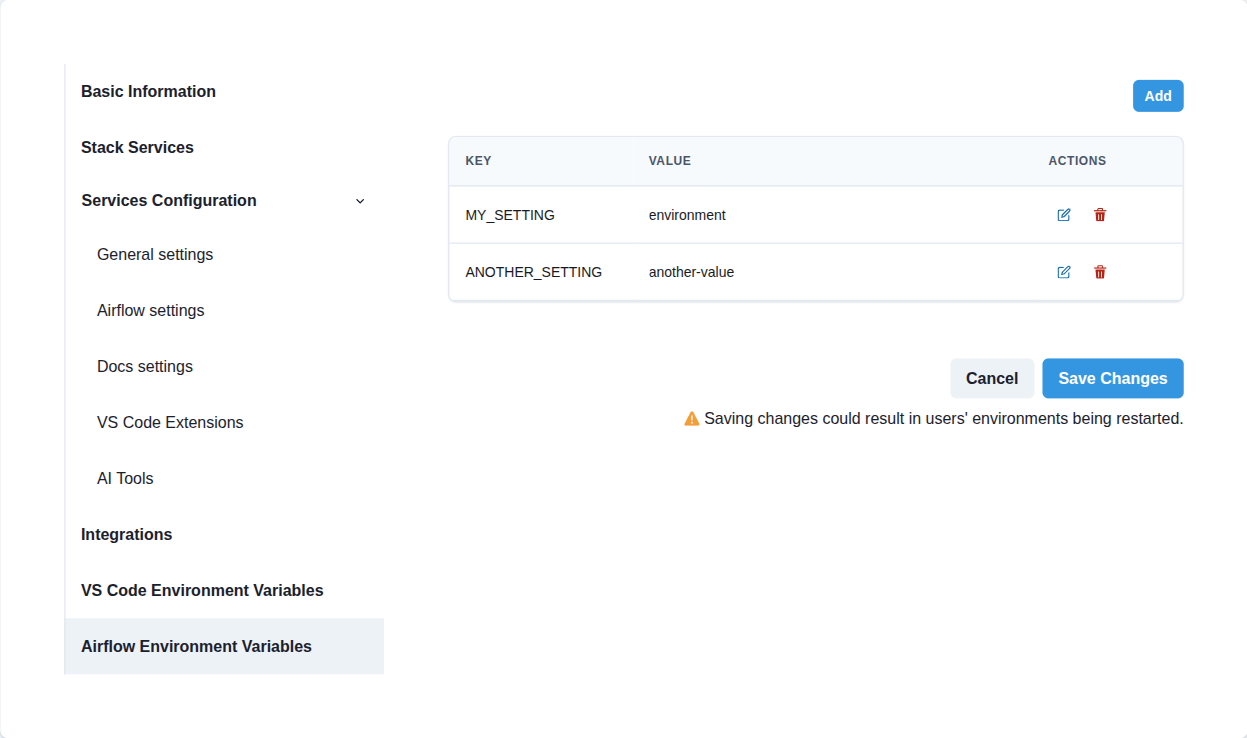 Basic Information
Stack Services
Services Configuration
General settings
Airflow settings
Docs settings
VS Code Extensions
AI Tools
Integrations
VS Code Environment Variables
Airflow Environment Variables
Add
KEY VALUE ACTIONS
MY_SETTING environment
ANOTHER_SETTING another-value
Cancel Save Changes
Saving changes could result in users' environments being restarted.